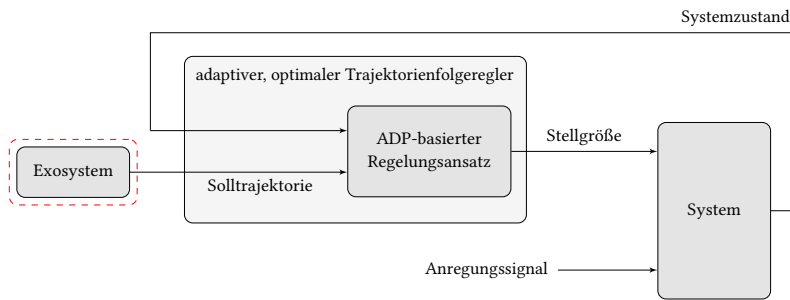 Systemzustand
adaptiver, optimaler Trajektorienfolgeregler
ADP-basierter
Regelungsansatz
Stellgröße
Exosystem
Solltrajektorie
System
Anregungssignal